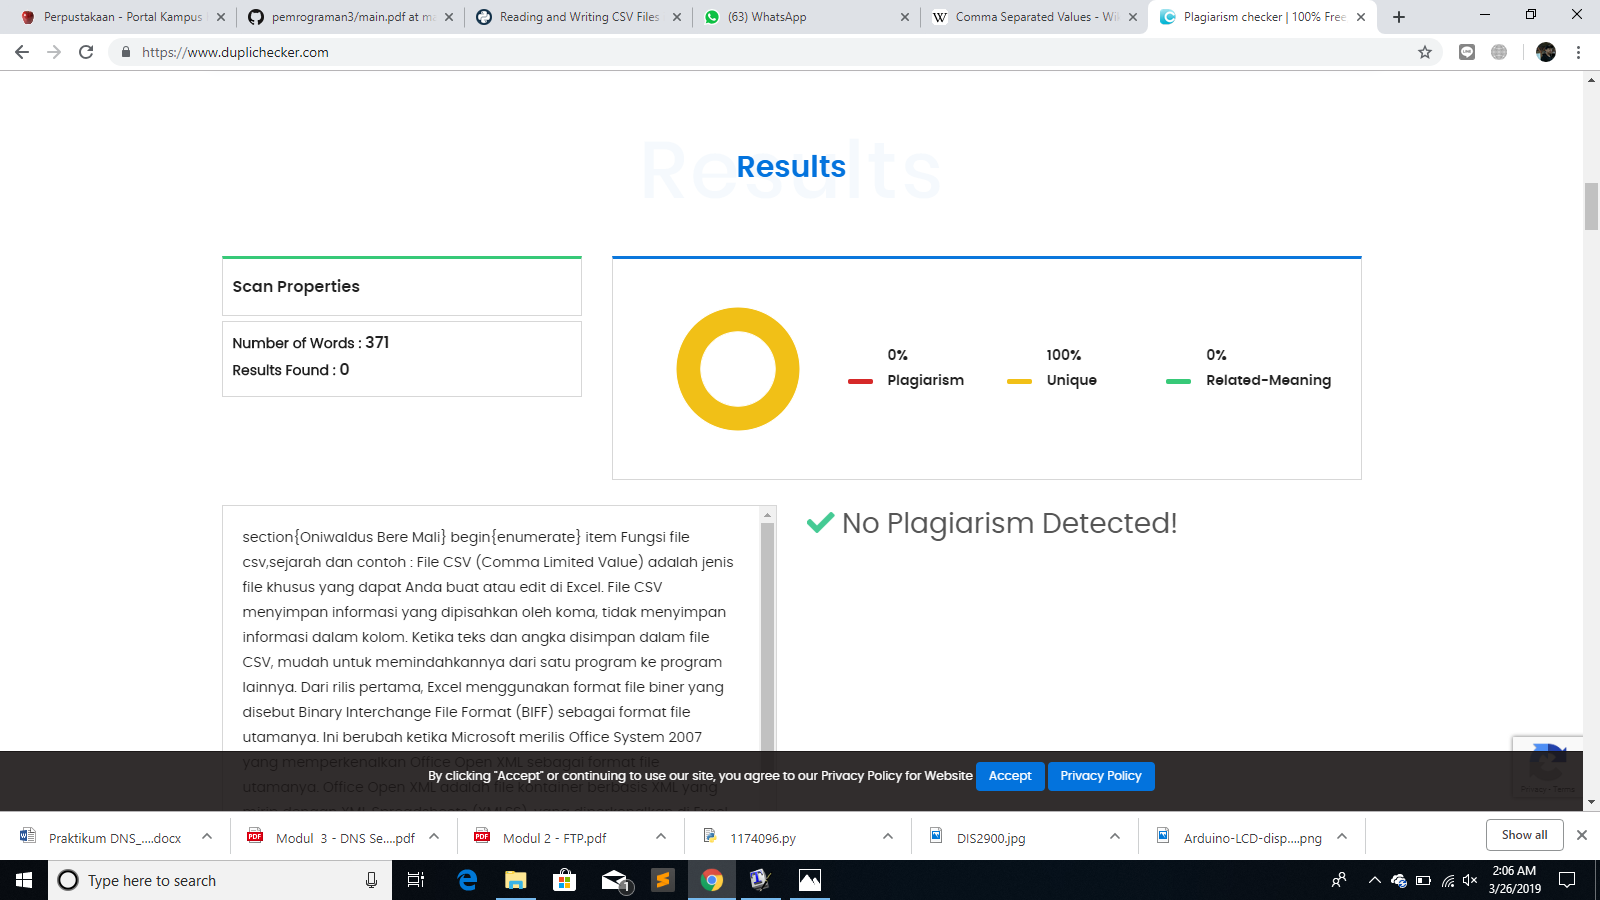 Perpustakaan - Portal Kampus
pemrograman3/main.pdf at ma
Reading and Writing CSV Files
(63) WhatsApp
Comma Separated Values - Wi
Plagiarism checker | 100% Free
https://www.duplichecker.com
Results
Results
Scan Properties
Number of Words : 371
Results Found : 0
0%
Plagiarism
100%
Unique
0%
Related-Meaning
section{Oniwaldus Bere Mali} begin{enumerate} item Fungsi file
csv,sejarah dan contoh : File CSV (Comma Limited Value) adalah jenis
file khusus yang dapat Anda buat atau edit di Excel. File CSV
menyimpan informasi yang dipisahkan oleh koma, tidak menyimpan
informasi dalam kolom. Ketika teks dan angka disimpan dalam file
CSV, mudah untuk memindahkannya dari satu program ke program
lainnya. Dari rilis pertama, Excel menggunakan format file biner yang
disebut Binary Interchange File Format (BIFF) sebagai format file
utamanya. Ini berubah ketika Microsoft merilis Office System 2007
yang memperkenalkan Office Open XML sebagai format file
utamanya. Office Open XML adalah file kontainer berbasis XML yang
No Plagiarism Detected!
By clicking "Accept" or continuing to use our site, you agree to our Privacy Policy for Website
Accept
Privacy Policy
Privacy - Terms
Praktikum DNS_....docx
Modul 3 - DNS Se....pdf
Modul 2 - FTP.pdf
1174096.py
DIS2900.jpg
Arduino-LCD-disp....png
Show all
Type here to search
1
2:06 AM
3/26/2019